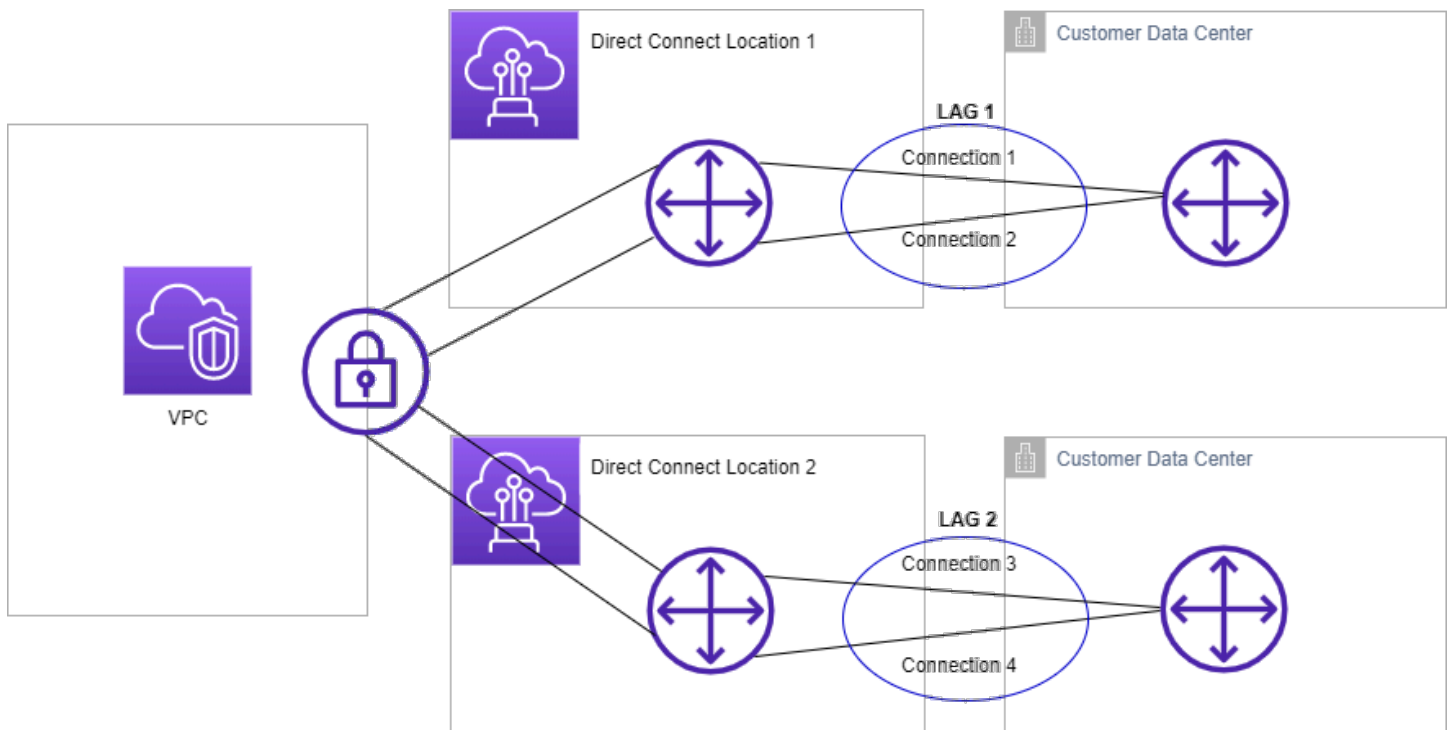 Direct Connect Location 1
Customer Data Center
LAG 1
Connection 1
Connection 2
VPC
Direct Connect Location 2
Customer Data Center
LAG 2
Connection 3
Connection 4